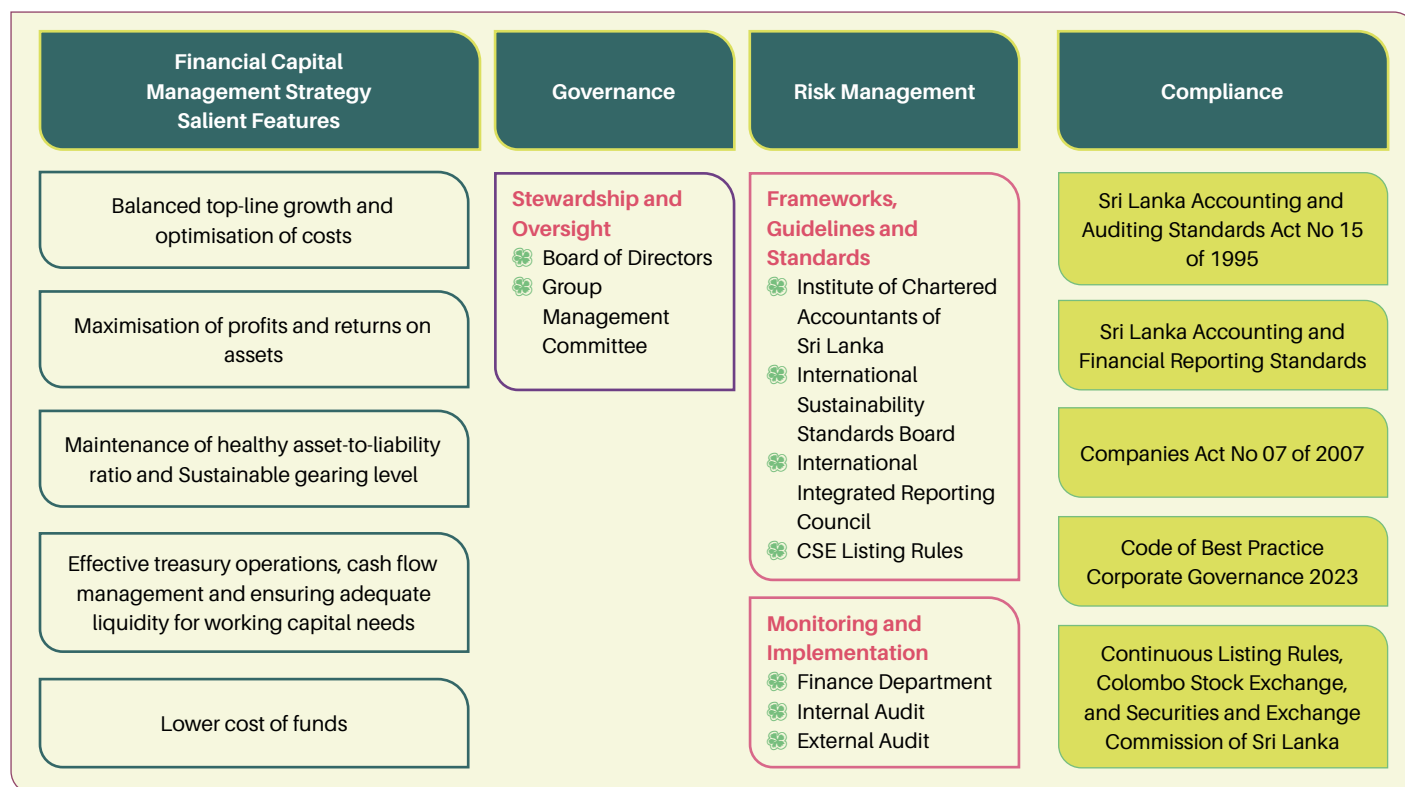 Financial Capital
Management Strategy
Salient Features
Balanced top-line growth and
optimisation of costs
Maximisation of profits and returns on
assets
Maintenance of healthy asset-to-liability
ratio and Sustainable gearing level
Effective treasury operations, cash flow
management and ensuring adequate
liquidity for working capital needs
Lower cost of funds
Governance
Stewardship and
Oversight
Board of Directors
Group
Management
Committee
Risk Management
Frameworks,
Guidelines and
Standards
Institute of Chartered
Accountants of
Sri Lanka
International
Sustainability
Standards Board
International
Integrated Reporting
Council
CSE Listing Rules
Monitoring and
Implementation
Finance Department
Internal Audit
External Audit
Compliance
Sri Lanka Accounting and
Auditing Standards Act No 15
of 1995
Sri Lanka Accounting and
Financial Reporting Standards
Companies Act No 07 of 2007
Code of Best Practice
Corporate Governance 2023
Continuous Listing Rules,
Colombo Stock Exchange,
and Securities and Exchange
Commission of Sri Lanka